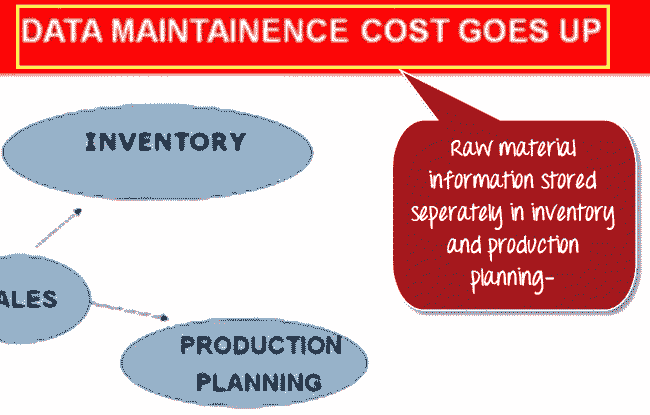 DATA MAINTAINENCE COST GOES UP
INVENTORY
Raw material
information stored
seperately in inventory
and production
planning-
ALES
PRODUCTION
PLANNING